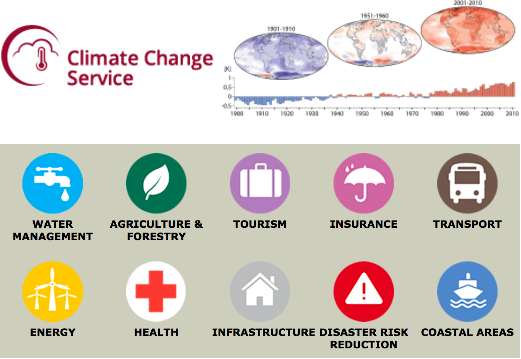 Climate Change
Service
1901-1910
1951-1960
2001-2010
[K]
1
0.5
0
-0.5
1900 1910 1920 1930 1940 1950 1960 1970 1980 1990 2000 2010
WATER
MANAGEMENT
AGRICULTURE &
FORESTRY
TOURISM
INSURANCE
TRANSPORT
ENERGY
HEALTH
INFRASTRUCTURE
DISASTER RISK
REDUCTION
COASTAL AREAS